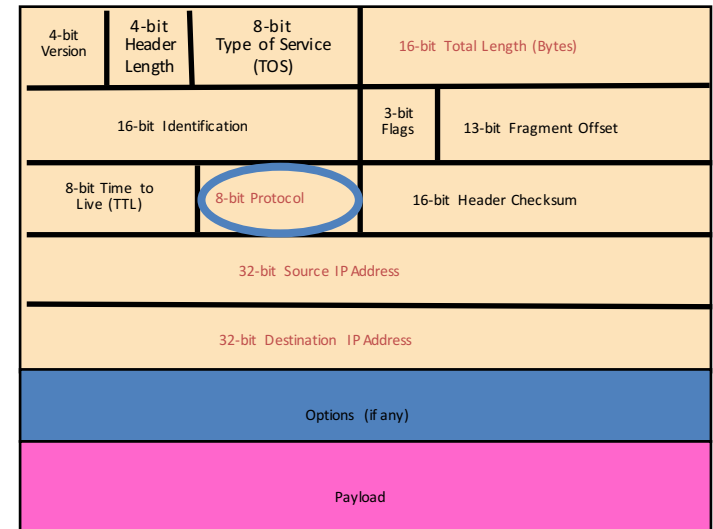 4-bit
Version
4-bit
Header
Length
8-bit
Type of Service
(TOS)
16-bit Total Length (Bytes)
16-bit Identification
3-bit
Flags
13-bit Fragment Offset
8-bit Time to
Live (TTL)
8-bit Protocol
16-bit Header Checksum
32-bit Source IP Address
32-bit Destination IP Address
Options (if any)
Payload